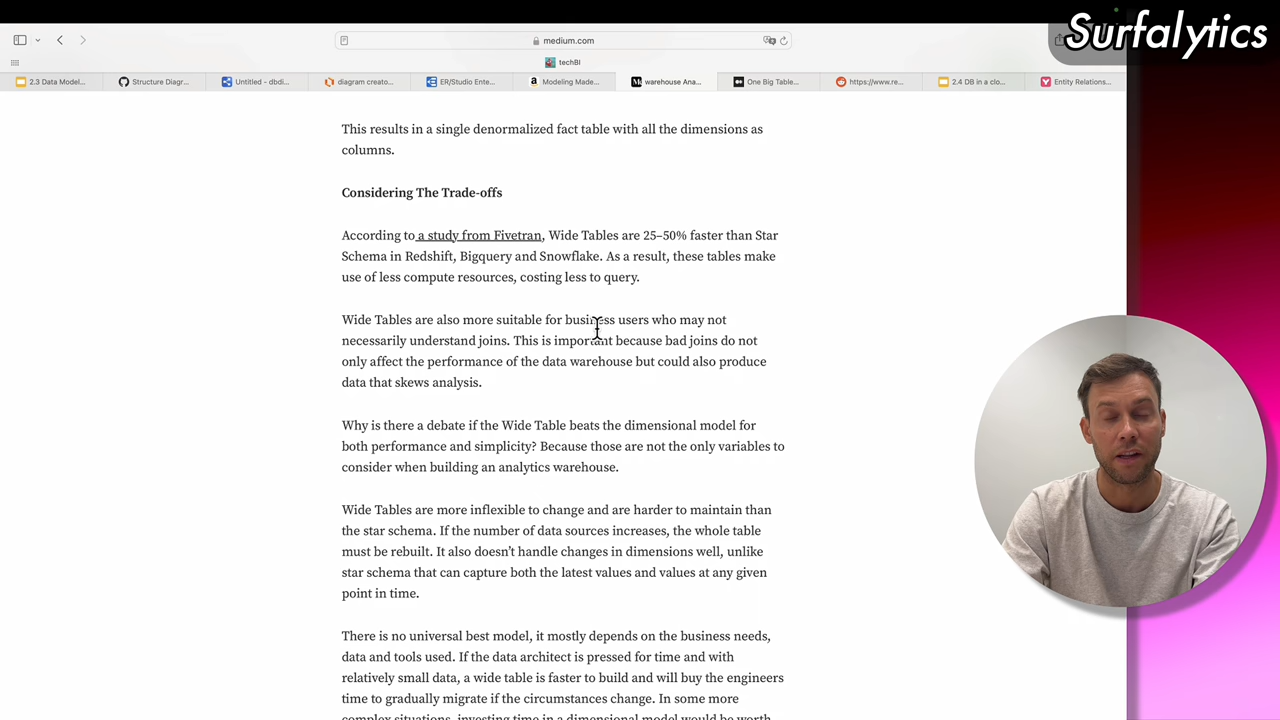 Surfalytics
medium.com
techBI
2.3 Data Model...
Structure Diagr...
Untitled - dbdi...
diagram creato...
ER/Studio Ente...
Modeling Made...
warehouse Ana...
One Big Table...
https://www.re...
2.4 DB in a clo...
Entity Relations...
This results in a single denormalized fact table with all the dimensions as
columns.
Considering The Trade-offs
According to a study from Fivetran, Wide Tables are 25–50% faster than Star
Schema in Redshift, Bigquery and Snowflake. As a result, these tables make
use of less compute resources, costing less to query.
Wide Tables are also more suitable for business users who may not
necessarily understand joins. This is important because bad joins do not
only affect the performance of the data warehouse but could also produce
data that skews analysis.
Why is there a debate if the Wide Table beats the dimensional model for
both performance and simplicity? Because those are not the only variables to
consider when building an analytics warehouse.
Wide Tables are more inflexible to change and are harder to maintain than
the star schema. If the number of data sources increases, the whole table
must be rebuilt. It also doesn’t handle changes in dimensions well, unlike
star schema that can capture both the latest values and values at any given
point in time.
There is no universal best model, it mostly depends on the business needs,
data and tools used. If the data architect is pressed for time and with
relatively small data, a wide table is faster to build and will buy the engineers
time to gradually migrate if the circumstances change. In some more
complex situations, investing time in a dimensional model would be worth